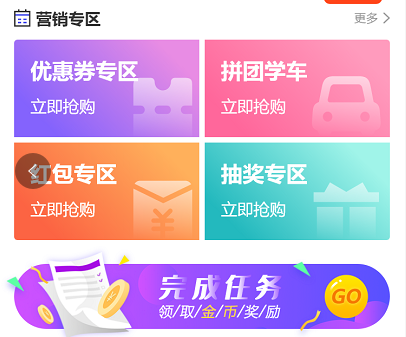 营销专区 更多
优惠券专区 拼团学车
立即抢购 立即抢购
红包专区 抽奖专区
立即抢购 立即抢购
完成任务
领/取/金/币/奖/励 GO